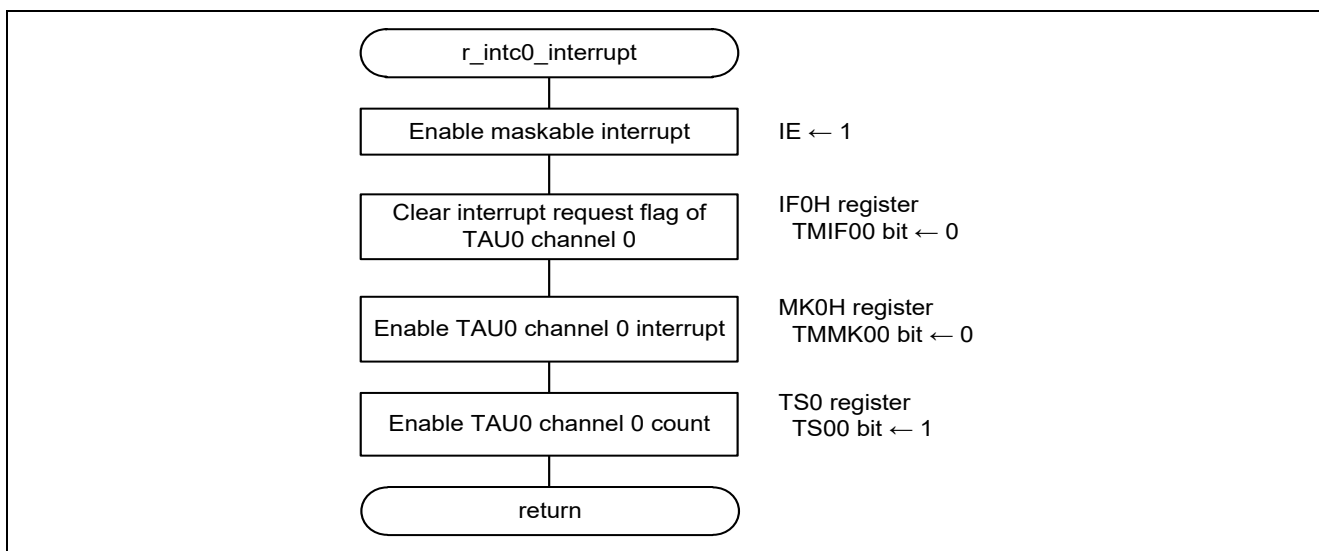 r_intc0_interrupt
Enable maskable interrupt
IE ← 1
Clear interrupt request flag of
TAU0 channel 0
IF0H register
TMIF00 bit ← 0
Enable TAU0 channel 0 interrupt
MK0H register
TMMK00 bit ← 0
Enable TAU0 channel 0 count
TS0 register
TS00 bit ← 1
return